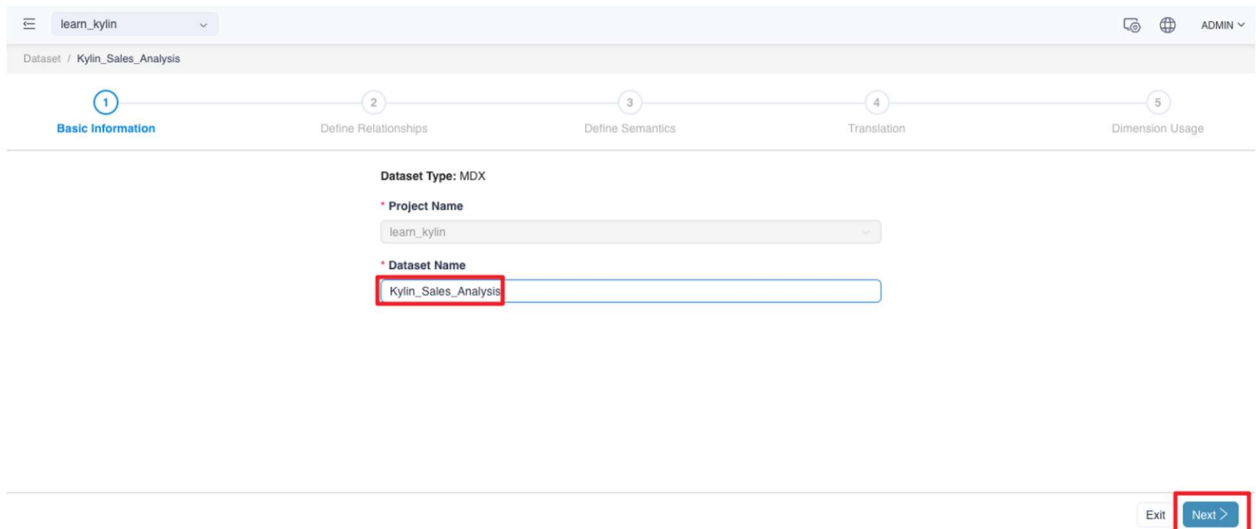 learn_kylin
ADMIN
Dataset / Kylin_Sales_Analysis
1 2 3 4 5
Basic Information Define Relationships Define Semantics Translation Dimension Usage
Dataset Type: MDX
* Project Name
learn_kylin
* Dataset Name
Kylin_Sales_Analysis
Exit Next >